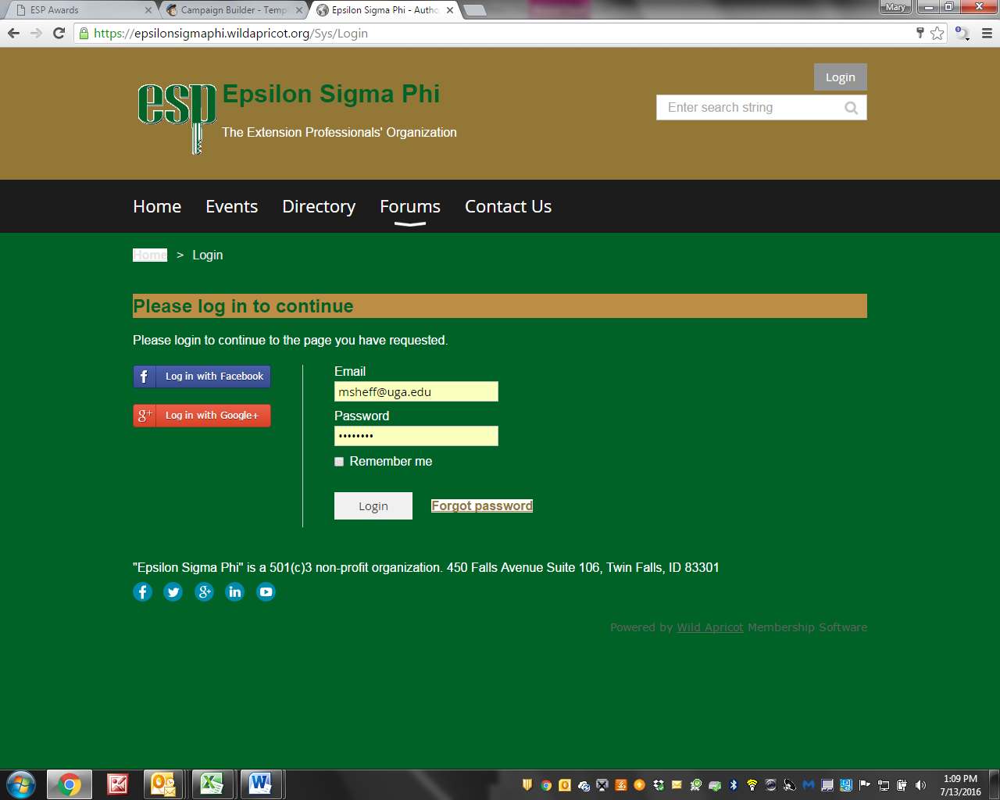 ESP Awards
Campaign Builder - Templ
Epsilon Sigma Phi - Autho
Mary
https://epsilonsigmaphi.wildapricot.org/Sys/Login
esp
Epsilon Sigma Phi
The Extension Professionals' Organization
Login
Enter search string
Home Events Directory Forums Contact Us
Home > Login
Please log in to continue
Please login to continue to the page you have requested.
Log in with Facebook
g+ Log in with Google+
Email
msheff@uga.edu
Password
••••••••
Remember me
Login
Forgot password
"Epsilon Sigma Phi" is a 501(c)3 non-profit organization. 450 Falls Avenue Suite 106, Twin Falls, ID 83301
Powered by Wild Apricot Membership Software
1:09 PM
7/13/2016